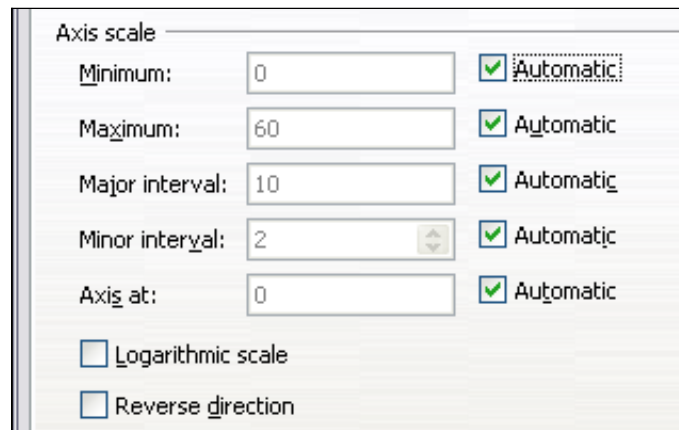 Axis scale
Minimum: 0 Automatic
Maximum: 60 Automatic
Major interval: 10 Automatic
Minor interval: 2 Automatic
Axis at: 0 Automatic
Logarithmic scale
Reverse direction